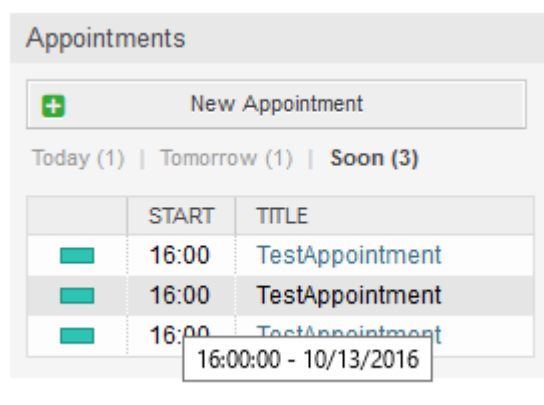 Appointments
New Appointment
Today (1) | Tomorrow (1) | Soon (3)
START TITLE
16:00 TestAppointment
16:00 TestAppointment
16:00 TestAppointment
16:00:00 - 10/13/2016